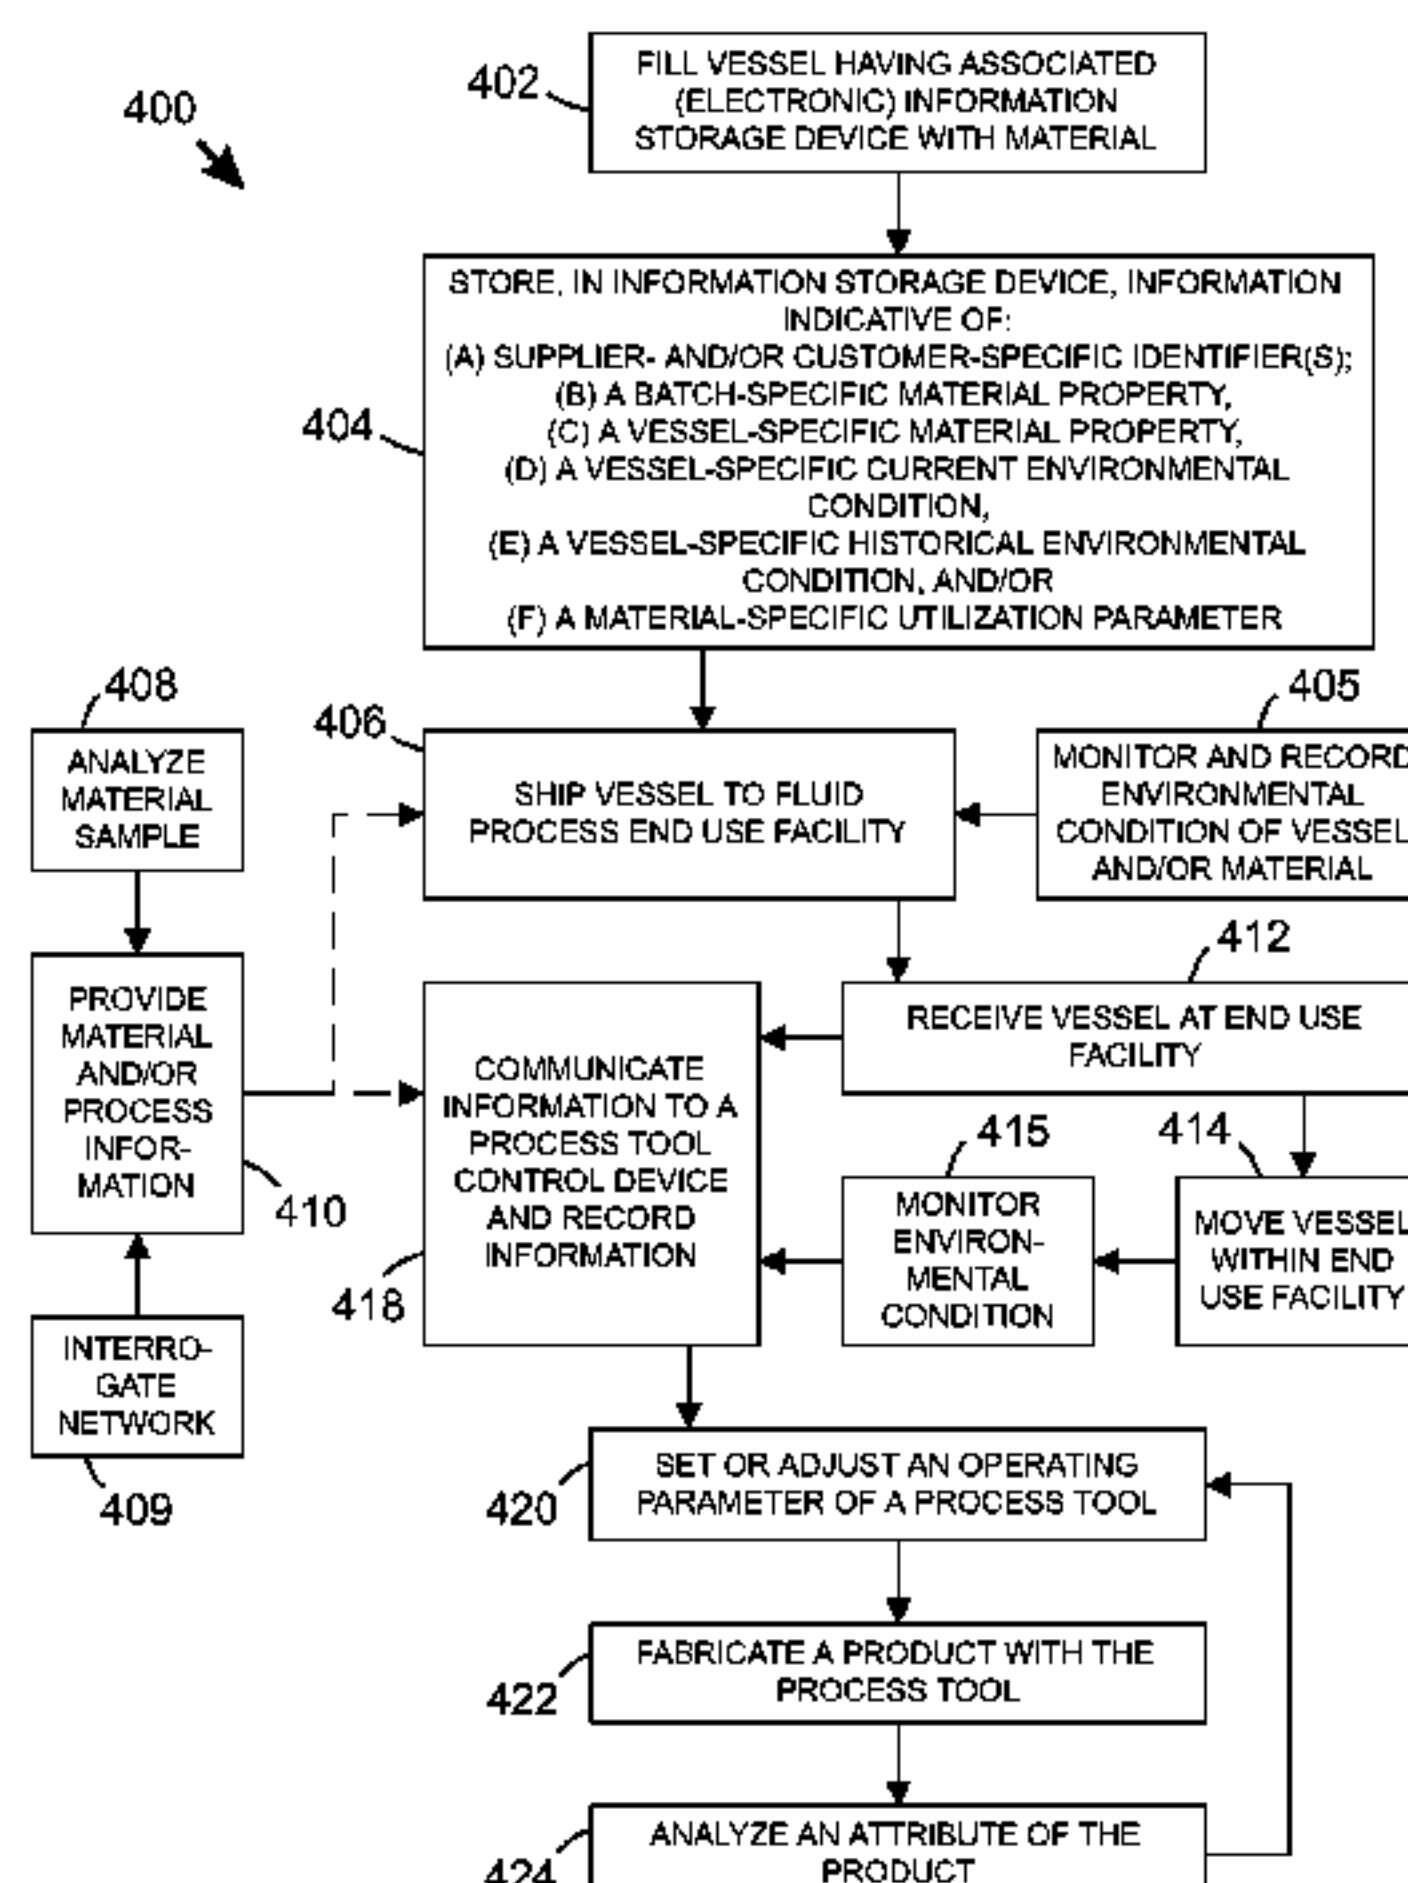 400
402
FILL VESSEL HAVING ASSOCIATED
(ELECTRONIC) INFORMATION
STORAGE DEVICE WITH MATERIAL
404
STORE, IN INFORMATION STORAGE DEVICE, INFORMATION
INDICATIVE OF:
(A) SUPPLIER- AND/OR CUSTOMER-SPECIFIC IDENTIFIER(S);
(B) A BATCH-SPECIFIC MATERIAL PROPERTY,
(C) A VESSEL-SPECIFIC MATERIAL PROPERTY,
(D) A VESSEL-SPECIFIC CURRENT ENVIRONMENTAL
CONDITION,
(E) A VESSEL-SPECIFIC HISTORICAL ENVIRONMENTAL
CONDITION, AND/OR
(F) A MATERIAL-SPECIFIC UTILIZATION PARAMETER
408
ANALYZE
MATERIAL
SAMPLE
406
SHIP VESSEL TO FLUID
PROCESS END USE FACILITY
405
MONITOR AND RECORD
ENVIRONMENTAL
CONDITION OF VESSEL
AND/OR MATERIAL
PROVIDE
MATERIAL
AND/OR
PROCESS
INFOR-
MATION
410
412
RECEIVE VESSEL AT END USE
FACILITY
COMMUNICATE
INFORMATION TO A
PROCESS TOOL
CONTROL DEVICE
AND RECORD
INFORMATION
418
415
MONITOR
ENVIRON-
MENTAL
CONDITION
414
MOVE VESSEL
WITHIN END
USE FACILITY
INTERRO-
GATE
NETWORK
409
420
SET OR ADJUST AN OPERATING
PARAMETER OF A PROCESS TOOL
422
FABRICATE A PRODUCT WITH THE
PROCESS TOOL
424
ANALYZE AN ATTRIBUTE OF THE
PRODUCT